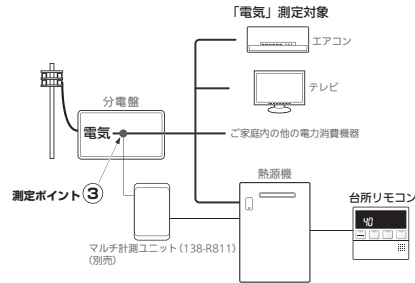 「電気」測定対象
エアコン
テレビ
分電盤
電気
ご家庭内の他の電力消費機器
測定ポイント③
熱源機
台所リモコン
40
マルチ計測ユニット(138-R811)
(別売)